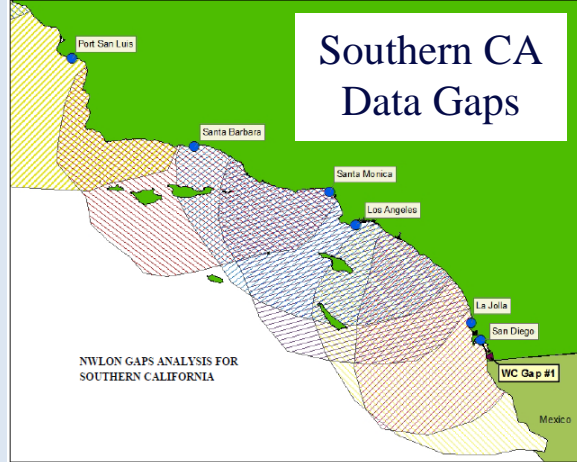 Southern CA
Data Gaps
Port San Luis
Santa Barbara
Santa Monica
Los Angeles
La Jolla
San Diego
WC Gap #1
NWLON GAPS ANALYSIS FOR
SOUTHERN CALIFORNIA
Mexico